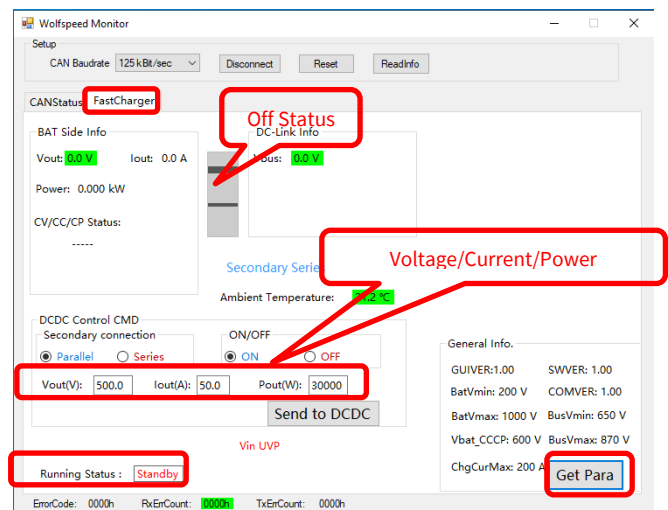 Wolfspeed Monitor
Setup
CAN Baudrate 125 kBit/sec Disconnect Reset ReadInfo
CANStatus FastCharger
Off Status
BAT Side Info DC-Link Info
Vout: 0.0 V Iout: 0.0 A 0.0 V
Power: 0.000 kW
CV/CC/CP Status:
-----
Voltage/Current/Power
Secondary Series
Ambient Temperature: ℃
DCDC Control CMD
Secondary connection ON/OFF
Parallel Series ON OFF
General Info.
GUIVER:1.00 SWVER: 1.00
Vout(V): 500.0 Iout(A): 50.0 Pout(W): 30000
BatVmin: 200 V COMVER: 1.00
Send to DCDC
BatVmax: 1000 V BusVmin: 650 V
Vin UVP
Vbat_CCCP: 600 V BusVmax: 870 V
ChgCurMax: 200 A Get Para
Running Status : Standby
ErrorCode: 0000h RxErrCount: 0000h TxErrCount: 0000h